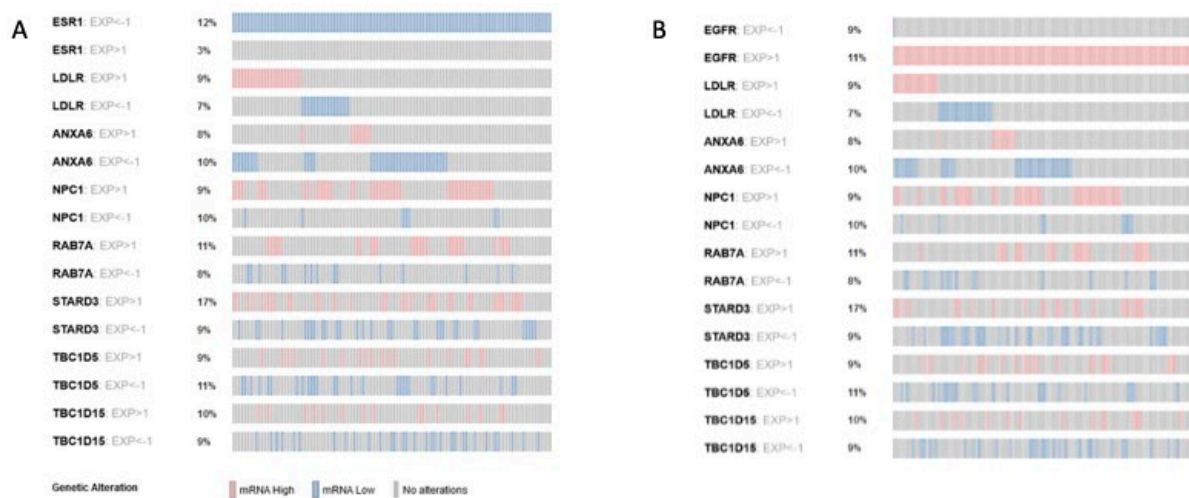 A
ESR1: EXP<-1 12%
ESR1: EXP>1 3%
LDLR: EXP>1 9%
LDLR: EXP<-1 7%
ANXA6: EXP>1 8%
ANXA6: EXP<-1 10%
NPC1: EXP>1 9%
NPC1: EXP<-1 10%
RAB7A: EXP>1 11%
RAB7A: EXP<-1 8%
STARD3: EXP>1 17%
STARD3: EXP<-1 9%
TBC1D5: EXP>1 9%
TBC1D5: EXP<-1 11%
TBC1D15: EXP>1 10%
TBC1D15: EXP<-1 9%
Genetic Alteration mRNA High mRNA Low No alterations
B
EGFR: EXP<-1 9%
EGFR: EXP>1 11%
LDLR: EXP>1 9%
LDLR: EXP<-1 7%
ANXA6: EXP>1 8%
ANXA6: EXP<-1 10%
NPC1: EXP>1 9%
NPC1: EXP<-1 10%
RAB7A: EXP>1 11%
RAB7A: EXP<-1 8%
STARD3: EXP>1 17%
STARD3: EXP<-1 9%
TBC1D5: EXP>1 9%
TBC1D5: EXP<-1 11%
TBC1D15: EXP>1 10%
TBC1D15: EXP<-1 9%